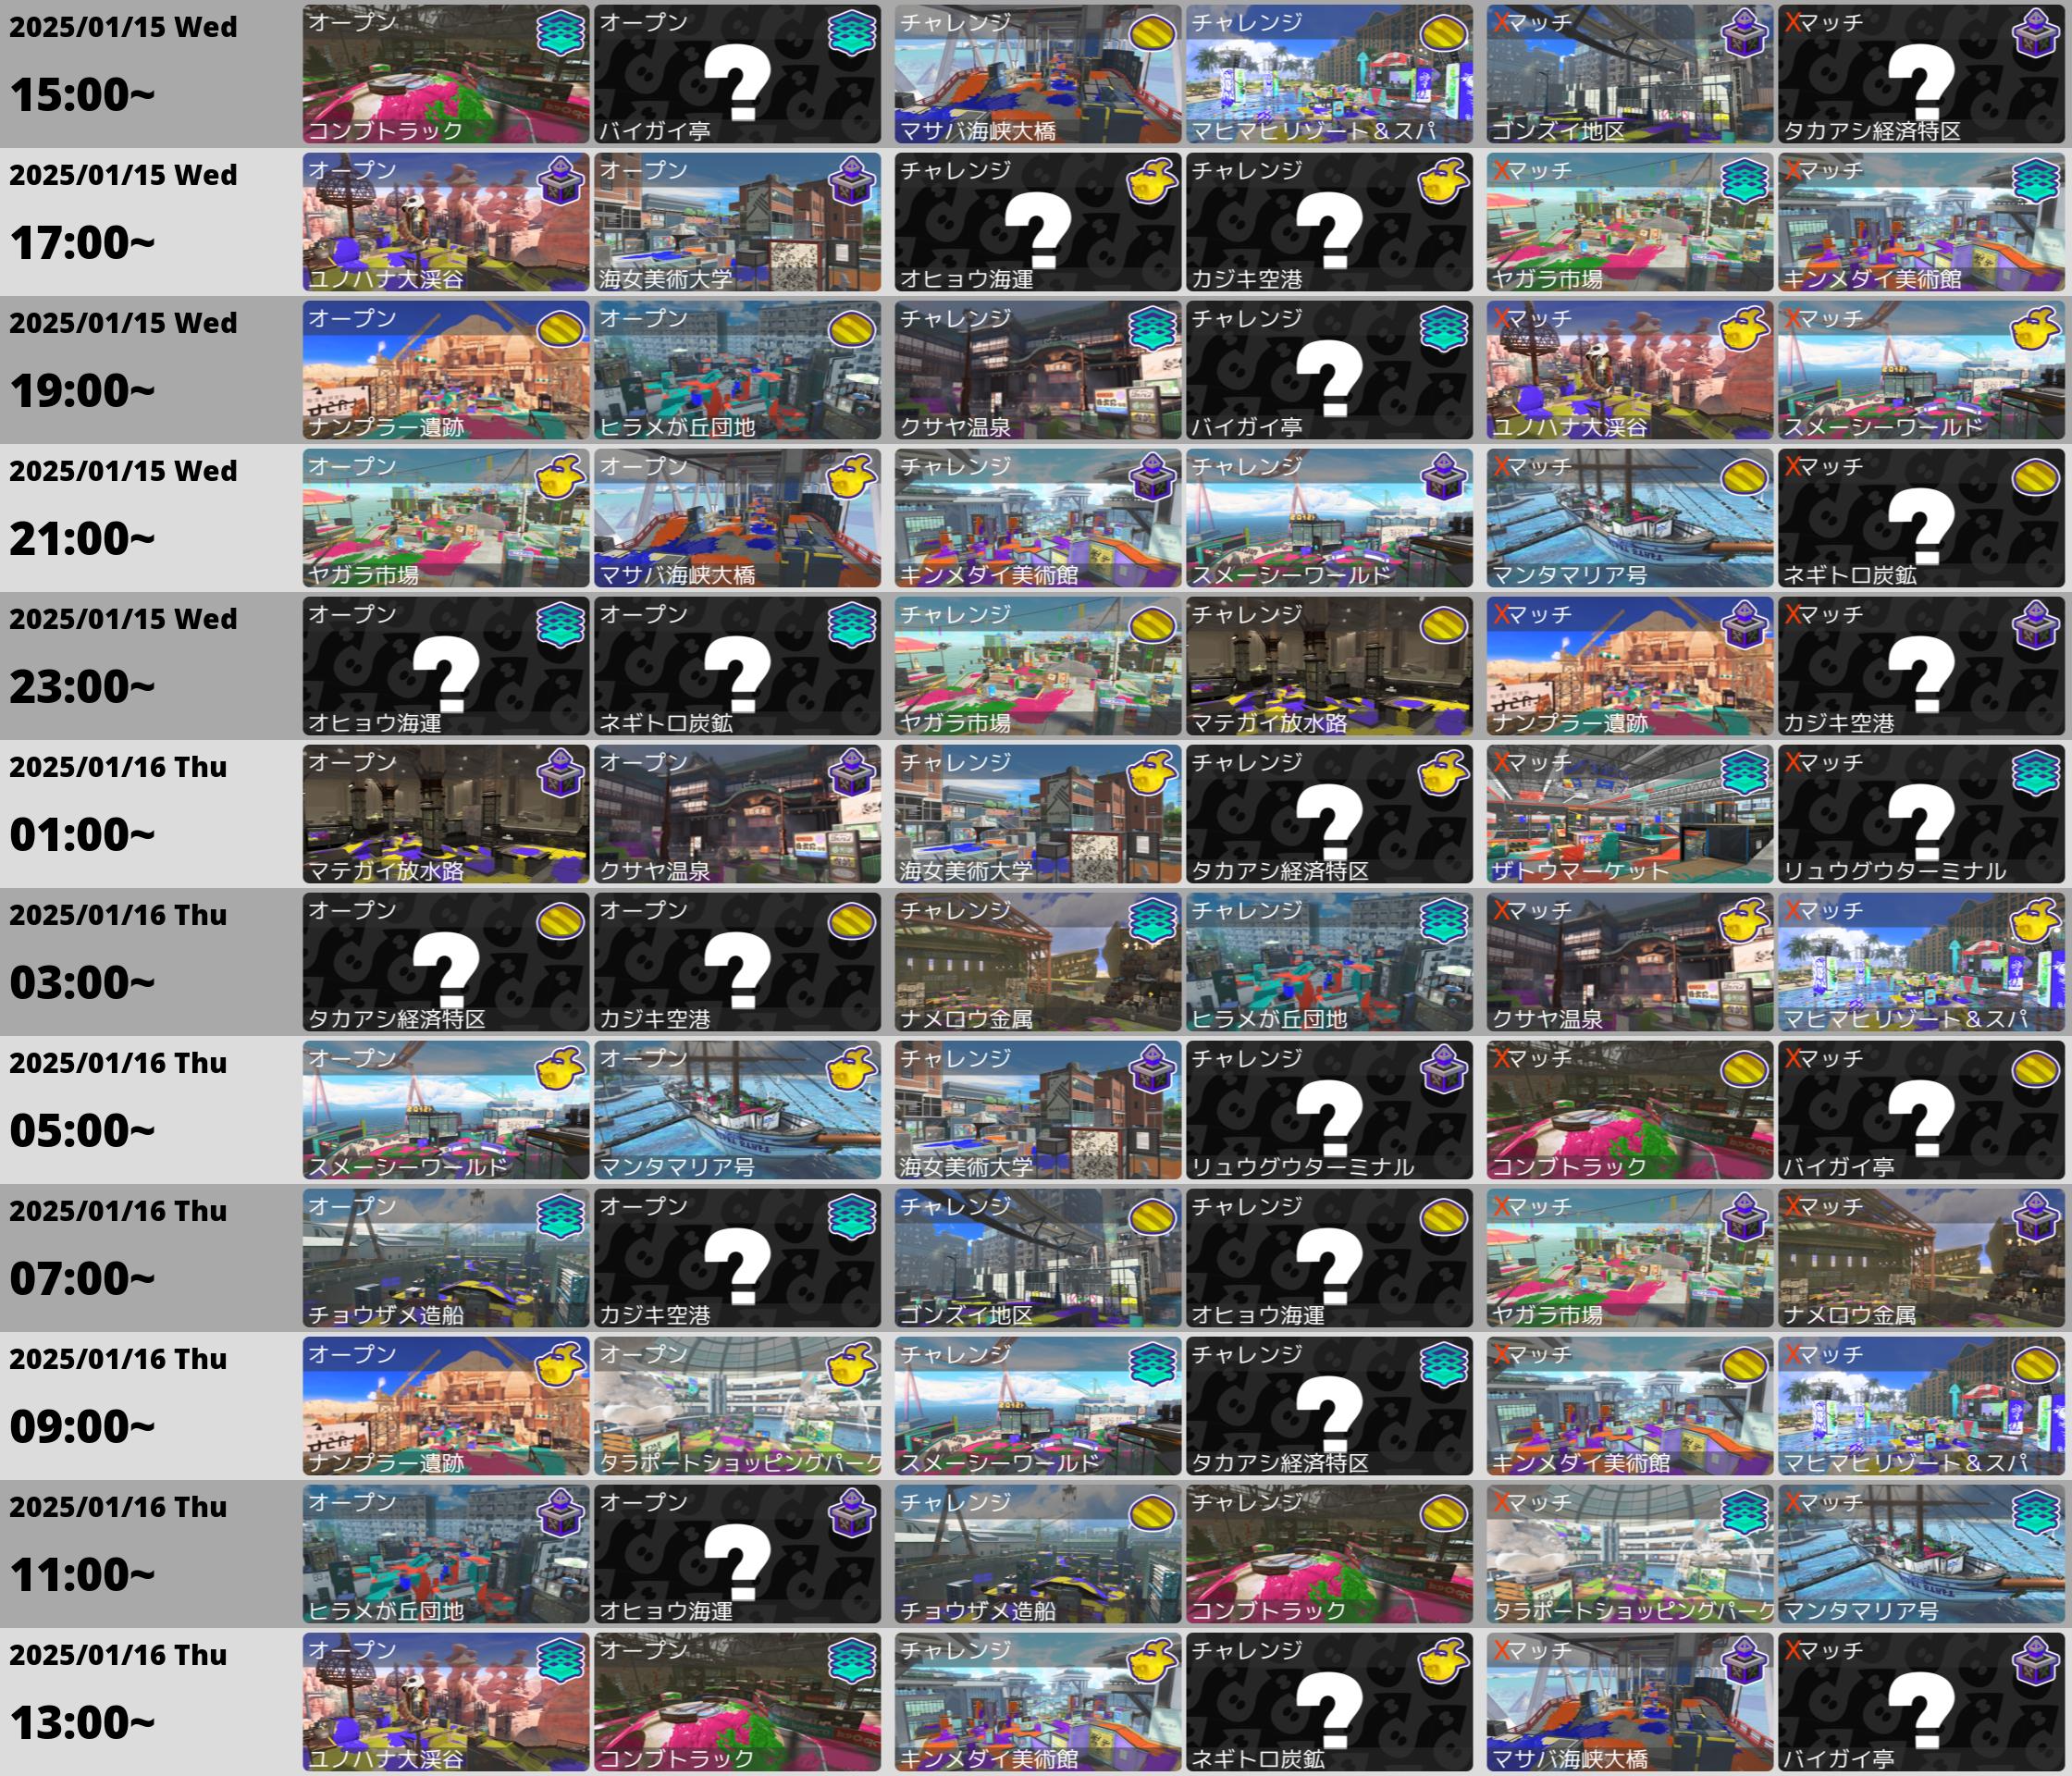 2025/01/15 Wed
15:00~
オープン
コンブトラック
オープン
バイガイ亭
チャレンジ
マサバ海峡大橋
チャレンジ
マヒマヒリゾート＆スパ
Xマッチ
ゴンズイ地区
Xマッチ
タカアシ経済特区
2025/01/15 Wed
17:00~
オープン
ユノハナ大渓谷
オープン
海女美術大学
チャレンジ
オヒョウ海運
チャレンジ
カジキ空港
Xマッチ
ヤガラ市場
Xマッチ
キンメダイ美術館
2025/01/15 Wed
19:00~
オープン
ナンプラー遺跡
オープン
ヒラメが丘団地
チャレンジ
クサヤ温泉
チャレンジ
バイガイ亭
Xマッチ
ユノハナ大渓谷
Xマッチ
スメーシーワールド
2025/01/15 Wed
21:00~
オープン
ヤガラ市場
オープン
マサバ海峡大橋
チャレンジ
キンメダイ美術館
チャレンジ
スメーシーワールド
Xマッチ
マンタマリア号
Xマッチ
ネギトロ炭鉱
2025/01/15 Wed
23:00~
オープン
オヒョウ海運
オープン
ネギトロ炭鉱
チャレンジ
ヤガラ市場
チャレンジ
マテガイ放水路
Xマッチ
ナンプラー遺跡
Xマッチ
カジキ空港
2025/01/16 Thu
01:00~
オープン
マテガイ放水路
オープン
クサヤ温泉
チャレンジ
海女美術大学
チャレンジ
タカアシ経済特区
Xマッチ
ザトウマーケット
Xマッチ
リュウグウターミナル
2025/01/16 Thu
03:00~
オープン
タカアシ経済特区
オープン
カジキ空港
チャレンジ
ナメロウ金属
チャレンジ
ヒラメが丘団地
Xマッチ
クサヤ温泉
Xマッチ
マヒマヒリゾート＆スパ
2025/01/16 Thu
05:00~
オープン
スメーシーワールド
オープン
マンタマリア号
チャレンジ
海女美術大学
チャレンジ
リュウグウターミナル
Xマッチ
コンブトラック
Xマッチ
バイガイ亭
2025/01/16 Thu
07:00~
オープン
チョウザメ造船
オープン
カジキ空港
チャレンジ
ゴンズイ地区
チャレンジ
オヒョウ海運
Xマッチ
ヤガラ市場
Xマッチ
ナメロウ金属
2025/01/16 Thu
09:00~
オープン
ナンプラー遺跡
オープン
タラポートショッピングパーク
チャレンジ
スメーシーワールド
チャレンジ
タカアシ経済特区
Xマッチ
キンメダイ美術館
Xマッチ
マヒマヒリゾート＆スパ
2025/01/16 Thu
11:00~
オープン
ヒラメが丘団地
オープン
オヒョウ海運
チャレンジ
チョウザメ造船
チャレンジ
コンブトラック
Xマッチ
タラポートショッピングパーク
Xマッチ
マンタマリア号
2025/01/16 Thu
13:00~
オープン
ユノハナ大渓谷
オープン
コンブトラック
チャレンジ
キンメダイ美術館
チャレンジ
ネギトロ炭鉱
Xマッチ
マサバ海峡大橋
Xマッチ
バイガイ亭